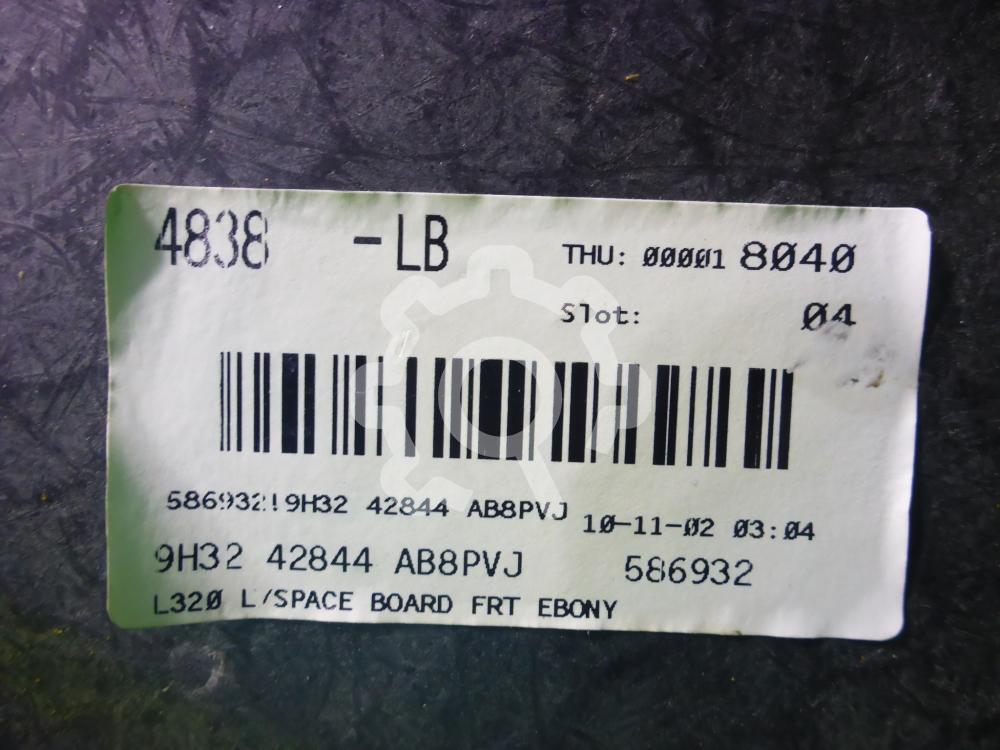 4838 -LB
THU: 00001 8040
Slot: 04
586932!9H32 42844 AB8PVJ
10-11-02 03:04
9H32 42844 AB8PVJ 586932
L320 L/SPACE BOARD FRT EBONY